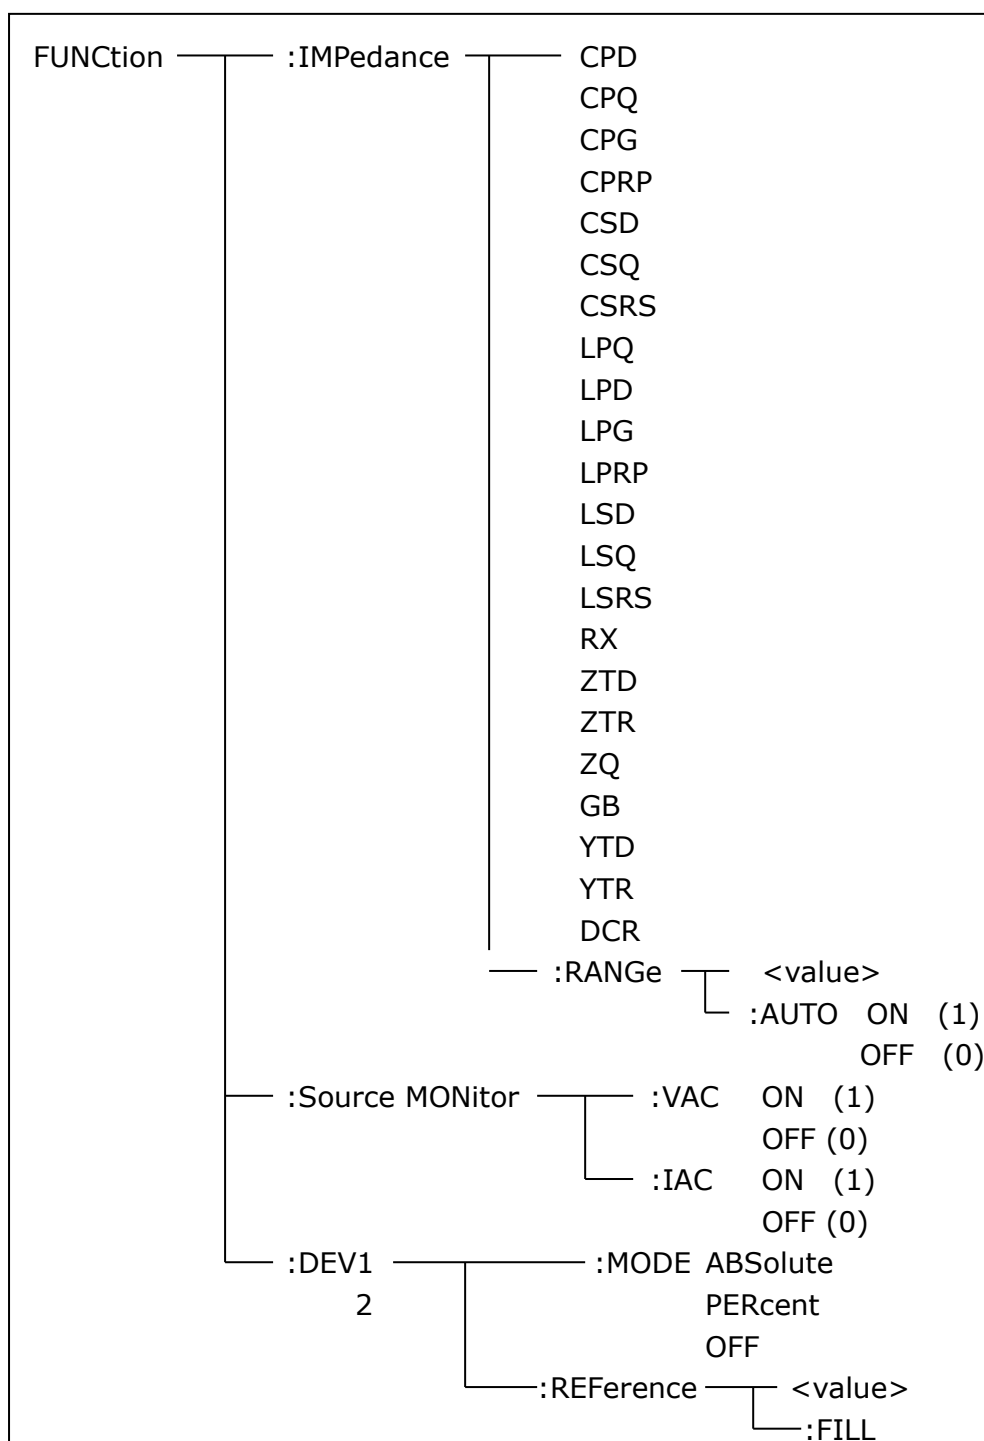 FUNCtion :IMPedance CPD
CPQ
CPG
CPRP
CSD
CSQ
CSRS
LPQ
LPD
LPG
LPRP
LSD
LSQ
LSRS
RX
ZTD
ZTR
ZQ
GB
YTD
YTR
DCR
:RANGe <value>
:AUTO ON (1)
OFF (0)
:Source MONitor :VAC ON (1)
OFF (0)
:IAC ON (1)
OFF (0)
:DEV1 :MODE ABSolute
2 PERcent
OFF
:REFerence <value>
:FILL